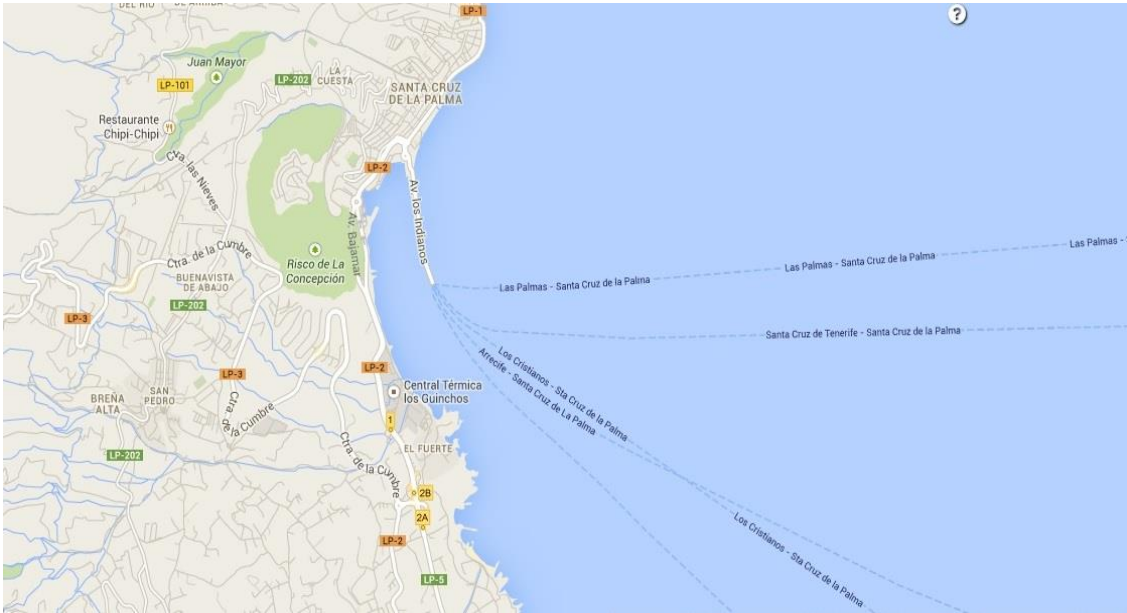 DEL RIO
DE ARRIBA
LP-1
?
Juan Mayor
LP-101
LP-202
LA
CUESTA
SANTA CRUZ
DE LA PALMA
Restaurante
Chipi-Chipi
LP-2
Ctra. las Nieves
Av. los Indianos
Av. Bajamar
Ctra. de la Cumbre
Risco de La
Concepción
BUENAVISTA
DE ABAJO
LP-202
LP-3
Las Palmas - Santa Cruz de la Palma
Las Palmas - Santa Cruz de la Palma
Las Palmas -
Santa Cruz de Tenerife - Santa Cruz de la Palma
Los Cristianos - Sta Cruz de la Palma
Arrecife - Santa Cruz de La Palma
LP-2
LP-3
Central Térmica
los Guinchos
BREÑA
ALTA
SAN
PEDRO
Ctra. de la Cumbre
1
Ctra. de la Cumbre
EL FUERTE
LP-202
2B
2A
LP-2
LP-5
Los Cristianos - Sta Cruz de la Palma